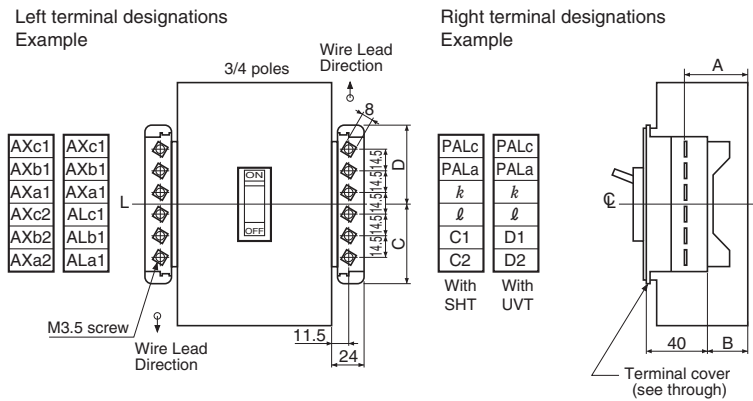 Left terminal designations
Example
Right terminal designations
Example
3/4 poles
Wire Lead
Direction
8
A
AXc1 AXc1
AXb1 AXb1
AXa1 AXa1
AXc2 ALc1
AXb2 ALb1
AXa2 ALa1
L
ON
OFF
14.5
14.5
14.5
14.5
14.5
D
C
PALc PALc
PALa PALa
k k
ℓ ℓ
C1 D1
C2 D2
With With
SHT UVT
℄
M3.5 screw
Wire Lead
Direction
11.5
24
40
B
Terminal cover
(see through)